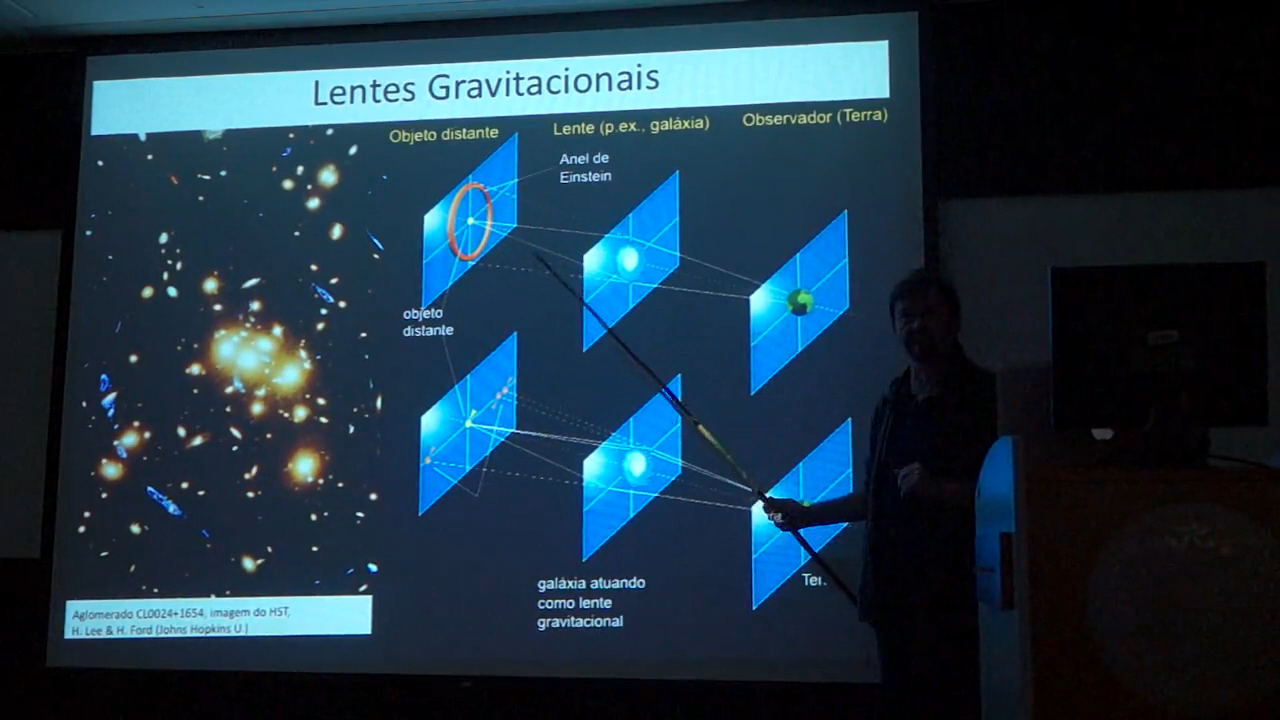 Lentes Gravitacionais
Objeto distante
Lente (p.ex., galáxia)
Observador (Terra)
Anel de
Einstein
objeto
distante
galáxia atuando
como lente
gravitacional
Aglomerado CL0024+1654, imagem do HST,
H. Lee & H. Ford (Johns Hopkins U.)